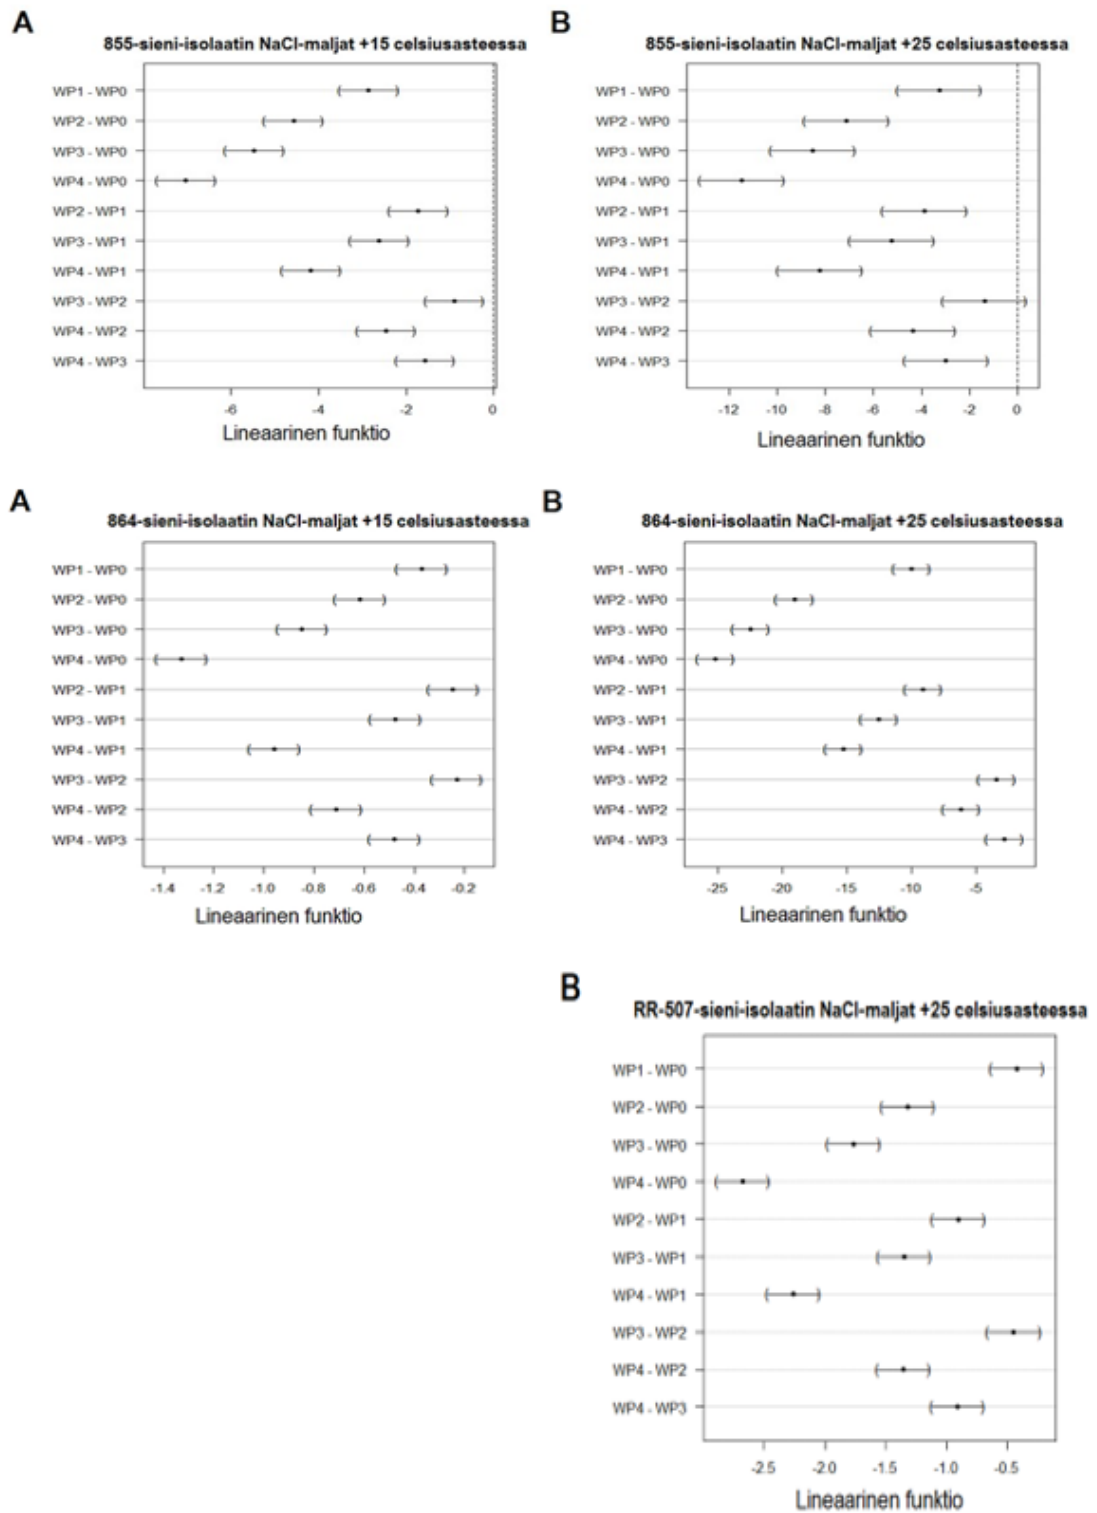 A
855-sieni-isolaatin NaCl-maljat +15 celsiusasteessa
WP1 - WP0
WP2 - WP0
WP3 - WP0
WP4 - WP0
WP2 - WP1
WP3 - WP1
WP4 - WP1
WP3 - WP2
WP4 - WP2
WP4 - WP3
-6 -4 -2 0
Lineaarinen funktio
B
855-sieni-isolaatin NaCl-maljat +25 celsiusasteessa
WP1 - WP0
WP2 - WP0
WP3 - WP0
WP4 - WP0
WP2 - WP1
WP3 - WP1
WP4 - WP1
WP3 - WP2
WP4 - WP2
WP4 - WP3
-12 -10 -8 -6 -4 -2 0
Lineaarinen funktio
A
864-sieni-isolaatin NaCl-maljat +15 celsiusasteessa
WP1 - WP0
WP2 - WP0
WP3 - WP0
WP4 - WP0
WP2 - WP1
WP3 - WP1
WP4 - WP1
WP3 - WP2
WP4 - WP2
WP4 - WP3
-1.4 -1.2 -1.0 -0.8 -0.6 -0.4 -0.2
Lineaarinen funktio
B
864-sieni-isolaatin NaCl-maljat +25 celsiusasteessa
WP1 - WP0
WP2 - WP0
WP3 - WP0
WP4 - WP0
WP2 - WP1
WP3 - WP1
WP4 - WP1
WP3 - WP2
WP4 - WP2
WP4 - WP3
-25 -20 -15 -10 -5
Lineaarinen funktio
B
RR-507-sieni-isolaatin NaCl-maljat +25 celsiusasteessa
WP1 - WP0
WP2 - WP0
WP3 - WP0
WP4 - WP0
WP2 - WP1
WP3 - WP1
WP4 - WP1
WP3 - WP2
WP4 - WP2
WP4 - WP3
-2.5 -2.0 -1.5 -1.0 -0.5
Lineaarinen funktio